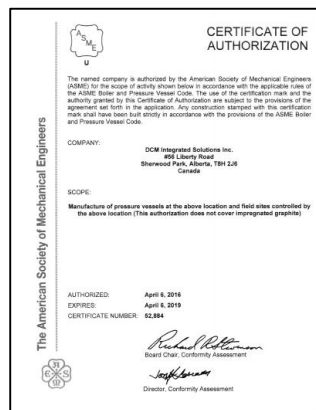 CERTIFICATE OF
AUTHORIZATION
ASME
U
The named company is authorized by the American Society of Mechanical Engineers
(ASME) for the scope of activity shown below in accordance with the applicable rules of
the ASME Boiler and Pressure Vessel Code. The use of the certification mark and the
authority granted by this Certificate of Authorization are subject to the provisions of the
agreement set forth in the application. Any construction stamped with this certification
mark shall have been built strictly in accordance with the provisions of the ASME Boiler
and Pressure Vessel Code.
COMPANY:
DCM Integrated Solutions Inc.
#56 Liberty Road
Sherwood Park, Alberta, T8H 2J6
Canada
SCOPE:
Manufacture of pressure vessels at the above location and field sites controlled by
the above location (This authorization does not cover impregnated graphite)
AUTHORIZED: April 6, 2016
EXPIRES: April 6, 2019
CERTIFICATE NUMBER: 52,884
Board Chair, Conformity Assessment
Director, Conformity Assessment
The American Society of Mechanical Engineers